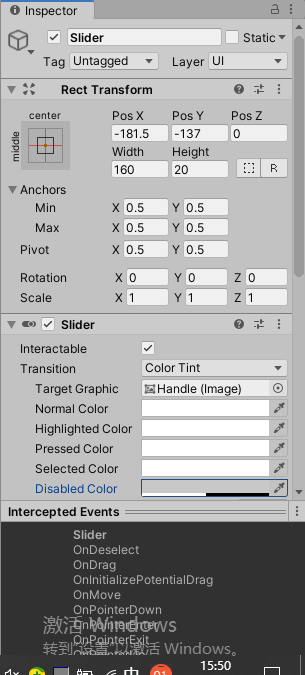 Inspector
Slider Static
Tag Untagged Layer UI
Rect Transform
center
middle
Pos X Pos Y Pos Z
-181.5 -137 0
Width Height
160 20
R
Anchors
Min X 0.5 Y 0.5
Max X 0.5 Y 0.5
Pivot X 0.5 Y 0.5
Rotation X 0 Y 0 Z 0
Scale X 1 Y 1 Z 1
Slider
Interactable
Transition Color Tint
Target Graphic Handle (Image)
Normal Color
Highlighted Color
Pressed Color
Selected Color
Disabled Color
Intercepted Events
Slider
OnDeselect
OnDrag
OnInitializePotentialDrag
OnMove
OnPointerDown
OnPointerEnter
OnPointerExit
激活 Windows
转到"设置"以激活 Windows。
中 91 15:50